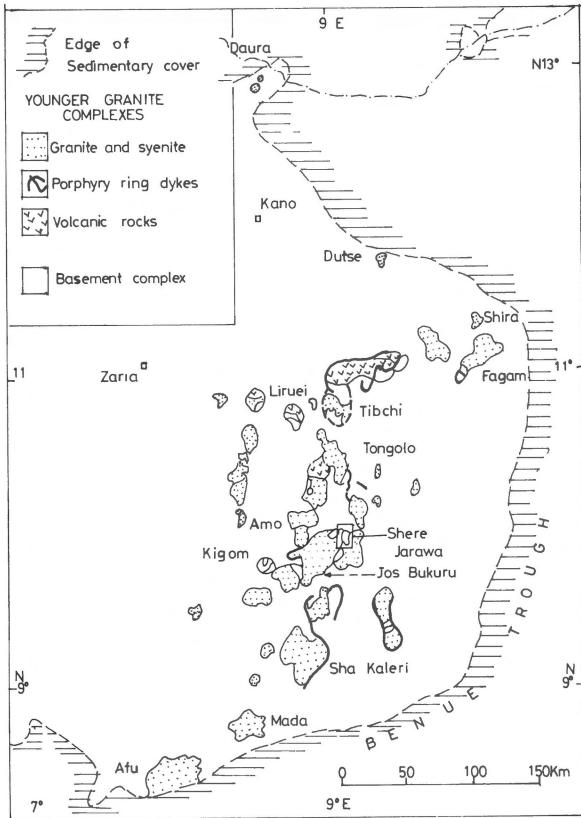 9 E
Edge of
Sedimentary cover
Daura
N13°
YOUNGER GRANITE
COMPLEXES
Granite and syenite
Porphyry ring dykes
Volcanic rocks
Basement complex
Kano
Dutse
Shira
11
Zaria
11°
Fagam
Liruei
Tibchi
Tongolo
Amo
Shere
Jarawa
Kigom
Jos Bukuru
Sha Kaleri
N
9°
N
9°
BENUE TROUGH
Mada
Afu
0 50 100 150Km
7°
9° E